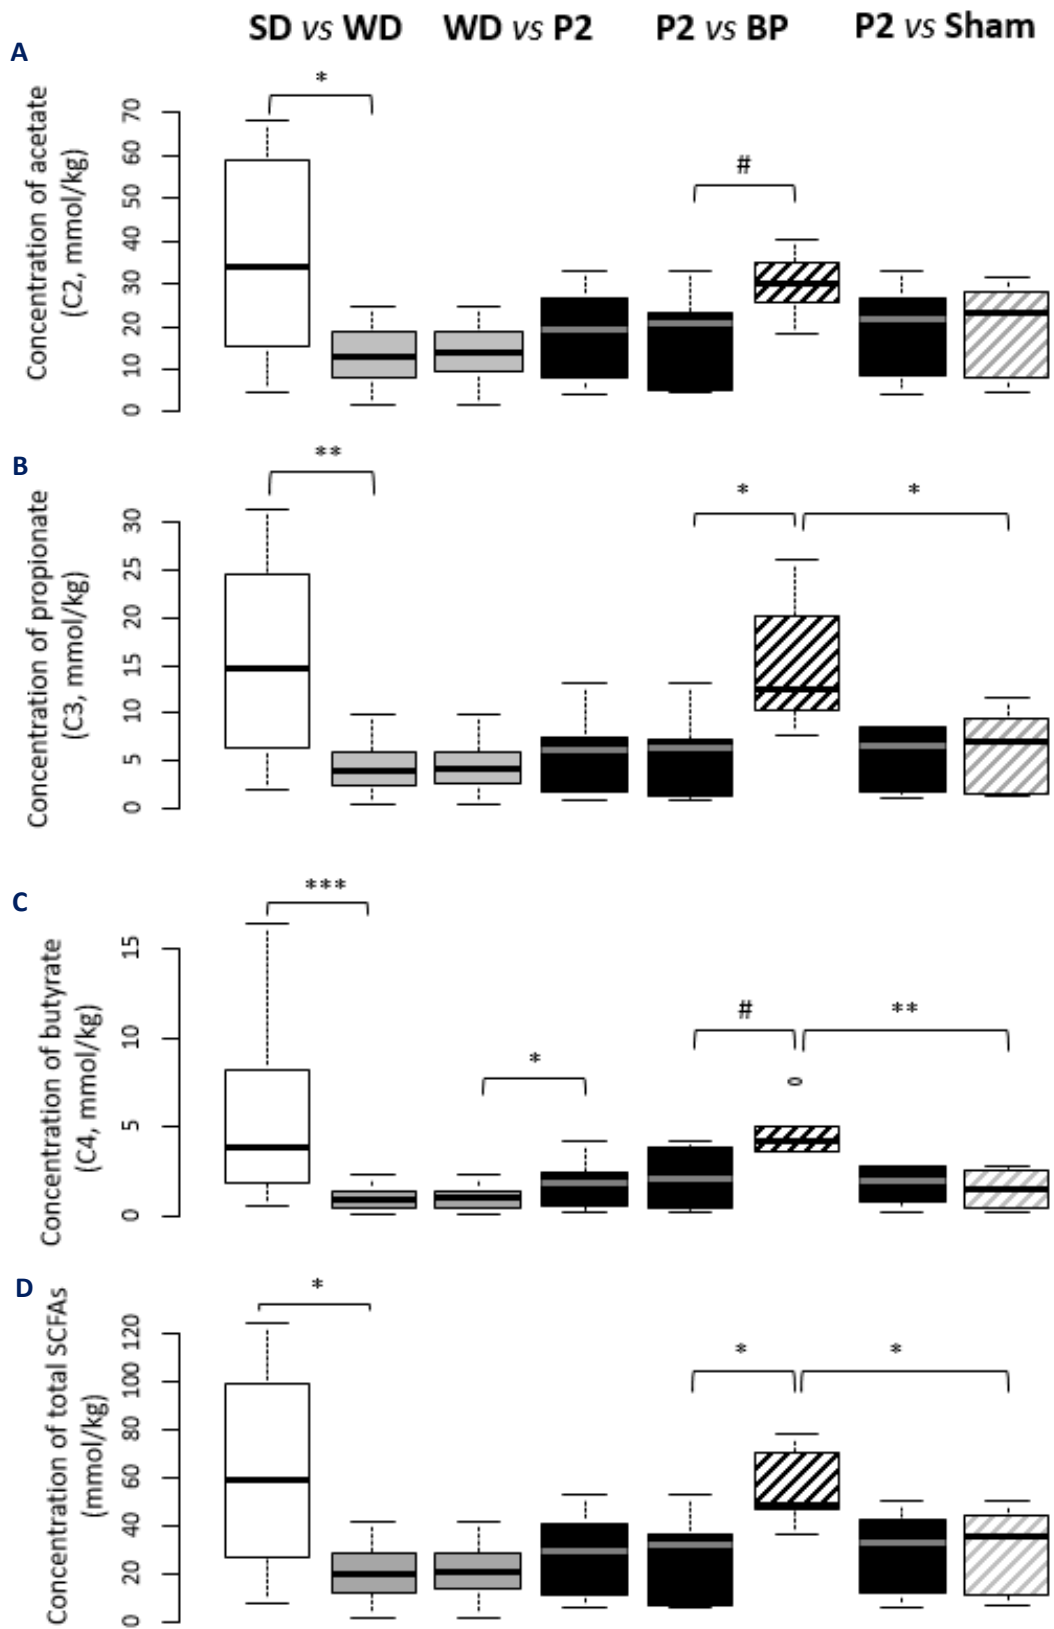 SD vs WD WD vs P2 P2 vs BP P2 vs Sham
A
Concentration of acetate
(C2, mmol/kg)
70
60
50
40
30
20
10
0
*
#
B
Concentration of propionate
(C3, mmol/kg)
30
25
20
15
10
5
0
**
*
*
C
Concentration of butyrate
(C4, mmol/kg)
15
10
5
0
***
*
#
**
D
Concentration of total SCFAs
(mmol/kg)
120
100
80
60
40
20
0
*
*
*